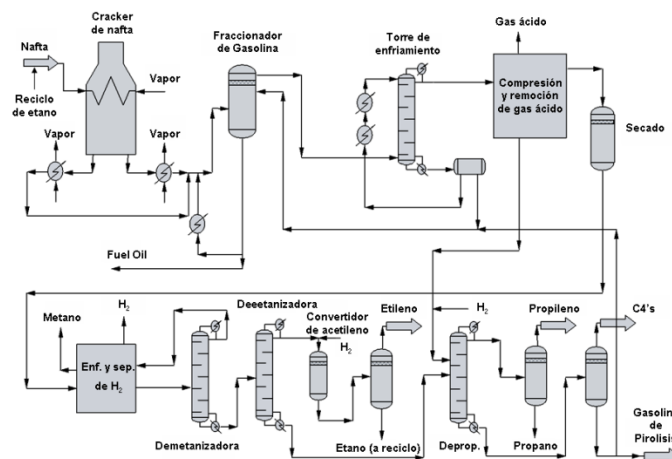 Cracker
de nafta
Nafta
Reciclo
de etano
Vapor
Vapor
Vapor
Fraccionador
de Gasolina
Fuel Oil
Torre de
enfriamiento
Gas ácido
Compresión
y remoción
de gas ácido
Secado
Metano
H2
Enf. y sep.
de H2
Demetanizadora
Deeetanizadora
Convertidor
de acetileno
H2
Etileno
Etano (a reciclo)
H2
Deprop.
Propileno
Propano
C4's
Gasolin
de
Pirolisis